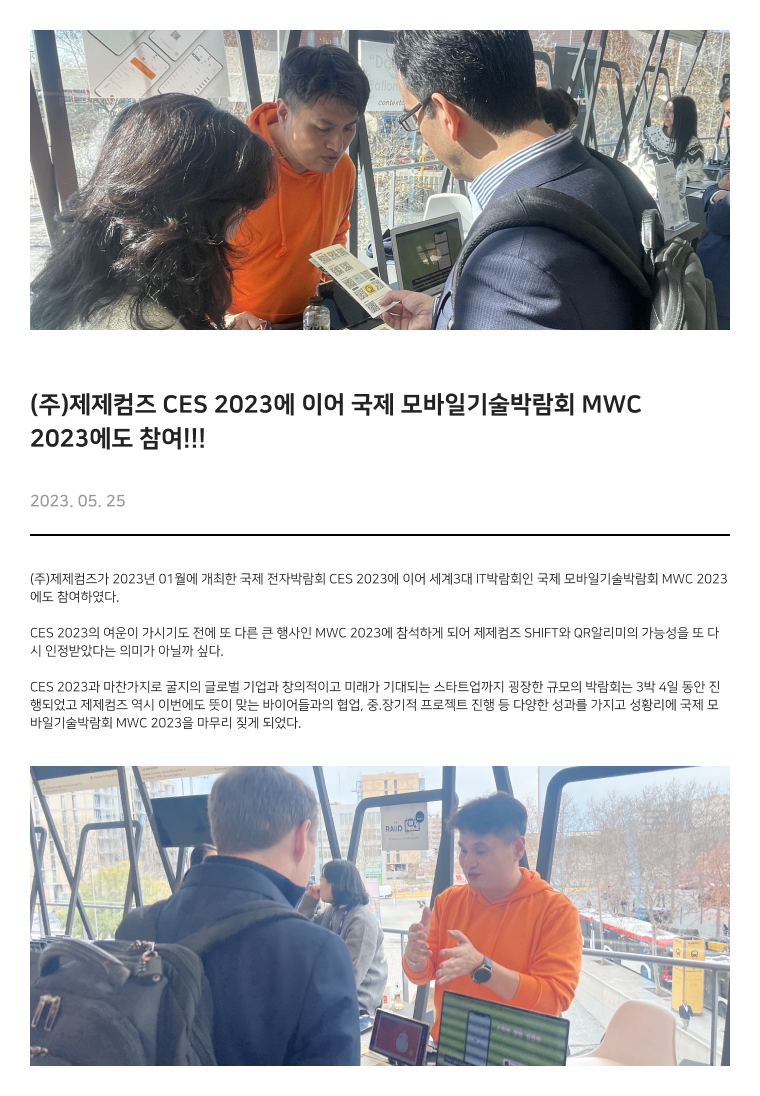 contexta
(주)제제컴즈 CES 2023에 이어 국제 모바일기술박람회 MWC
2023에도 참여!!!
2023. 05. 25
(주)제제컴즈가 2023년 01월에 개최한 국제 전자박람회 CES 2023에 이어 세계3대 IT박람회인 국제 모바일기술박람회 MWC 2023
에도 참여하였다.
CES 2023의 여운이 가시기도 전에 또 다른 큰 행사인 MWC 2023에 참석하게 되어 제제컴즈 SHIFT와 QR알리미의 가능성을 또 다
시 인정받았다는 의미가 아닐까 싶다.
CES 2023과 마찬가지로 굴지의 글로벌 기업과 창의적이고 미래가 기대되는 스타트업까지 굉장한 규모의 박람회는 3박 4일 동안 진
행되었고 제제컴즈 역시 이번에도 뜻이 맞는 바이어들과의 협업, 중.장기적 프로젝트 진행 등 다양한 성과를 가지고 성황리에 국제 모
바일기술박람회 MWC 2023을 마무리 짖게 되었다.
RAIID